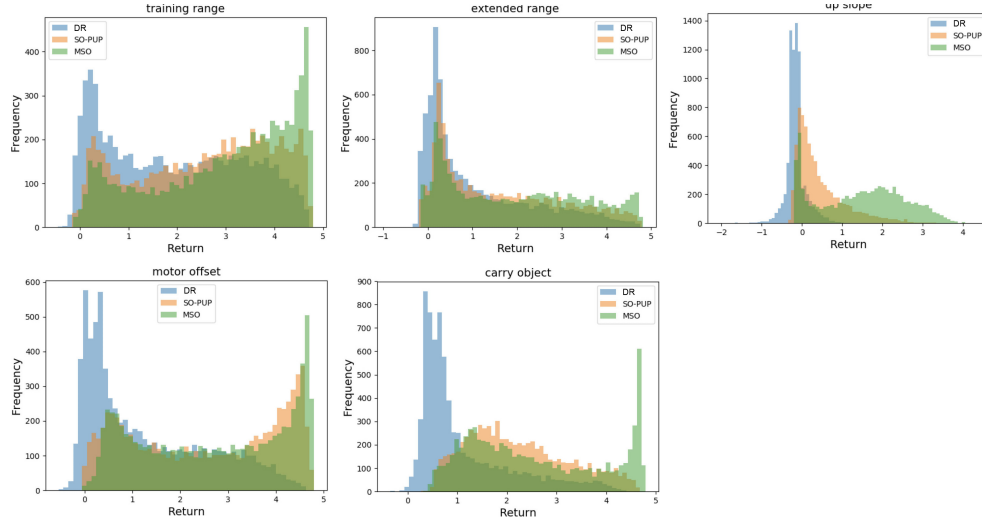 training range
DR
SO-PUP
MSO
Frequency
400
300
200
100
0
0 1 2 3 4 5
Return
extended range
DR
SO-PUP
MSO
Frequency
800
600
400
200
0
−1 0 1 2 3 4 5
Return
up slope
DR
SO-PUP
MSO
Frequency
1400
1200
1000
800
600
400
200
0
−2 −1 0 1 2 3 4
Return
motor offset
DR
SO-PUP
MSO
Frequency
600
500
400
300
200
100
0
0 1 2 3 4 5
Return
carry object
DR
SO-PUP
MSO
Frequency
900
800
700
600
500
400
300
200
100
0
0 1 2 3 4 5
Return